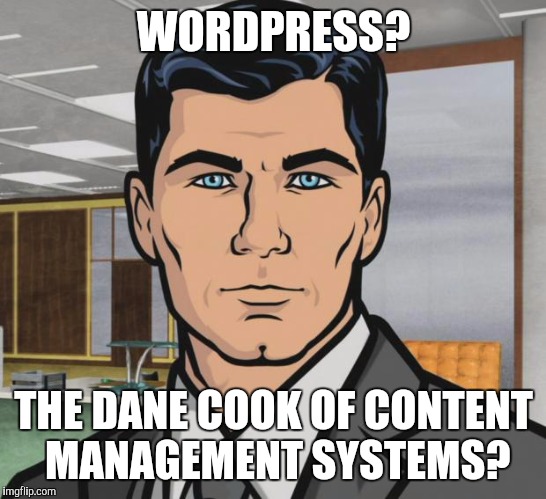 WORDPRESS?
THE DANE COOK OF CONTENT
MANAGEMENT SYSTEMS?
imgflip.com